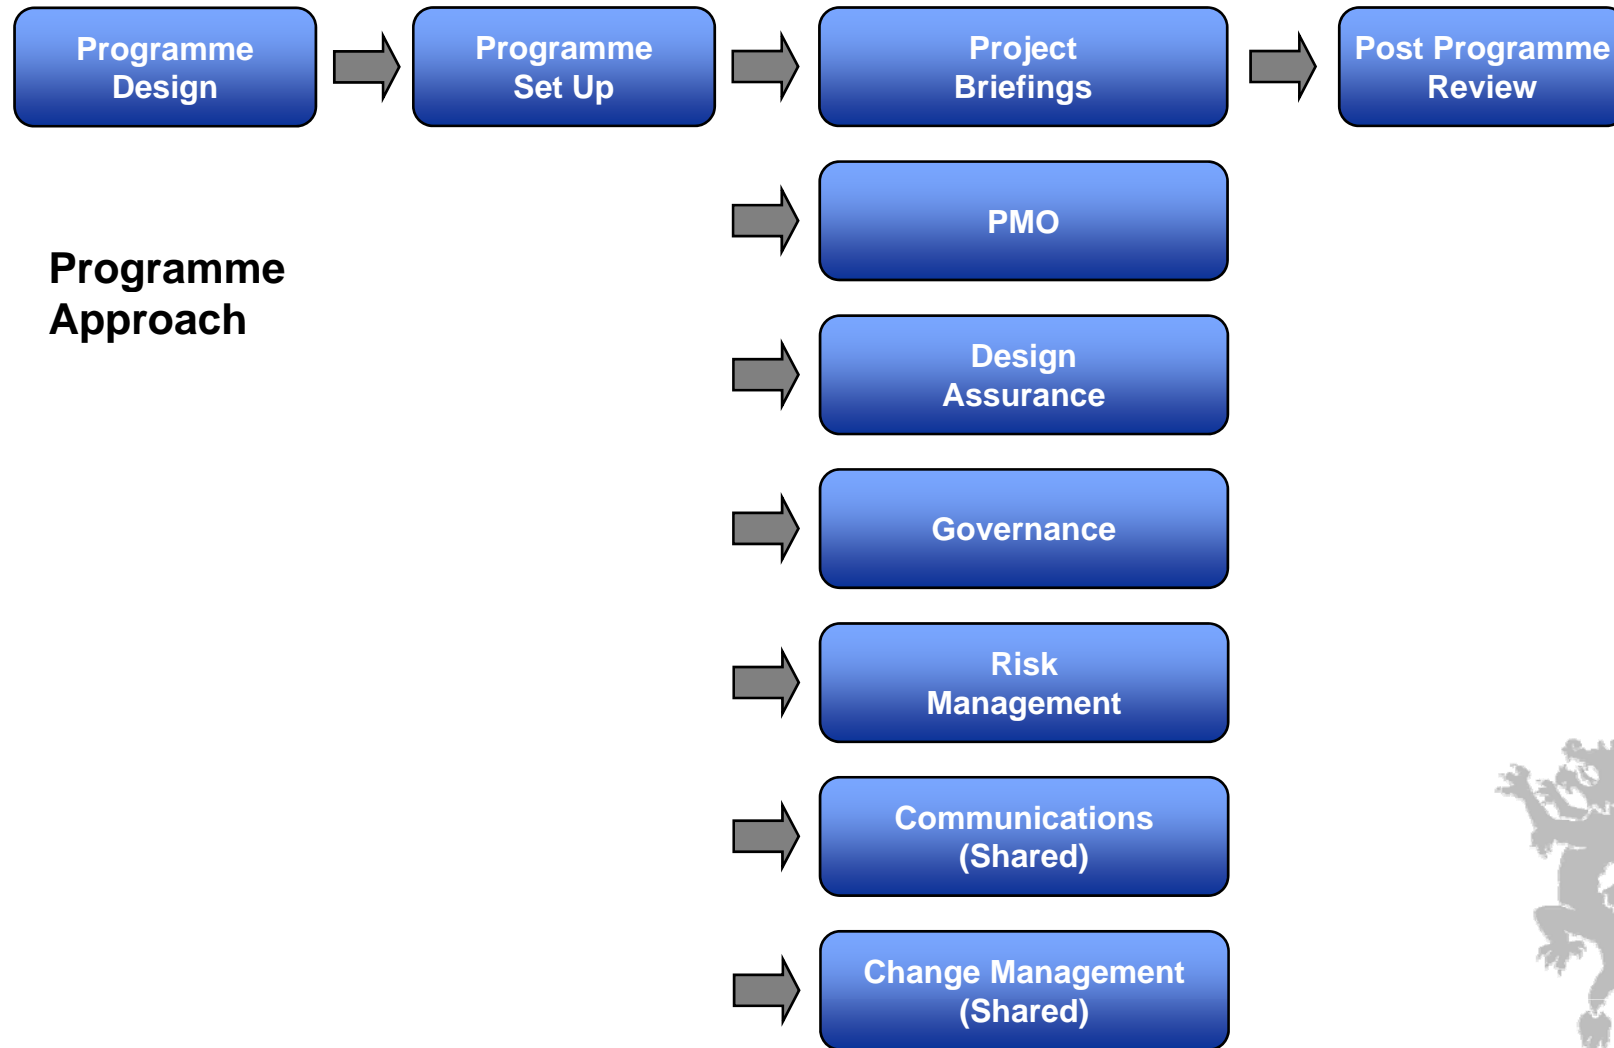 Programme
Design
Programme
Set Up
Project
Briefings
Post Programme
Review
PMO
Programme
Approach
Design
Assurance
Governance
Risk
Management
Communications
(Shared)
Change Management
(Shared)